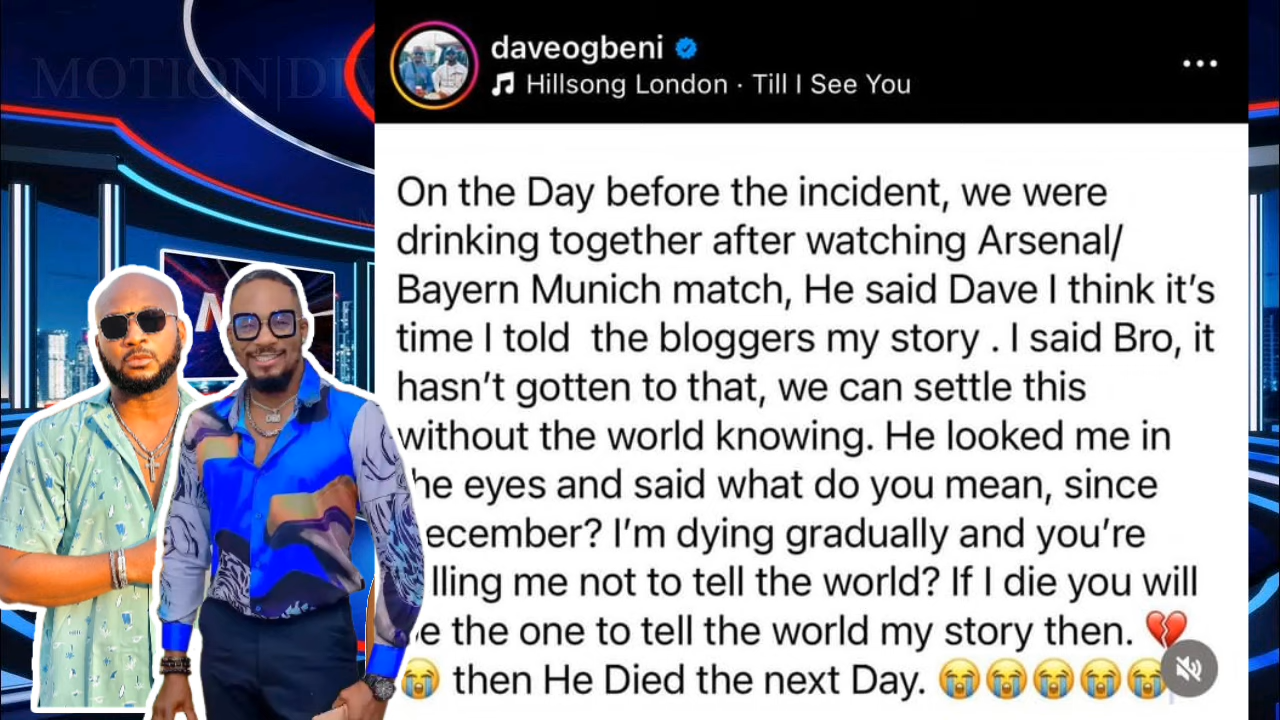 MOTION|DIV
daveogbeni
Hillsong London · Till I See You
On the Day before the incident, we were
drinking together after watching Arsenal/
Bayern Munich match, He said Dave I think it’s
time I told  the bloggers my story . I said Bro, it
hasn’t gotten to that, we can settle this
without the world knowing. He looked me in
he eyes and said what do you mean, since
ecember? I’m dying gradually and you’re
lling me not to tell the world? If I die you will
e the one to tell the world my story then. 💔
😭 then He Died the next Day. 😭😭😭😭😭